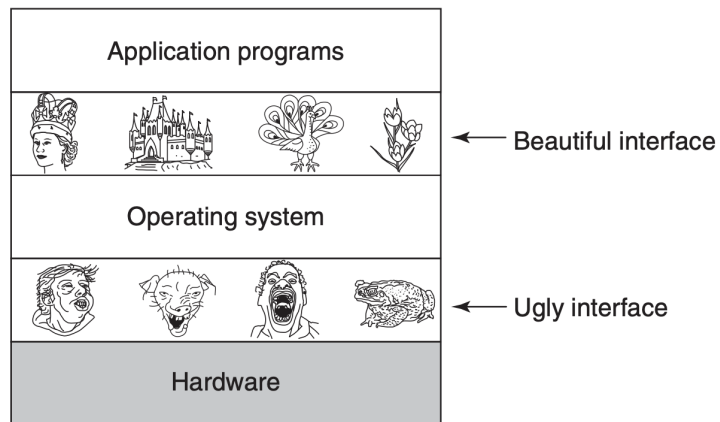 Application programs
Beautiful interface
Operating system
Ugly interface
Hardware